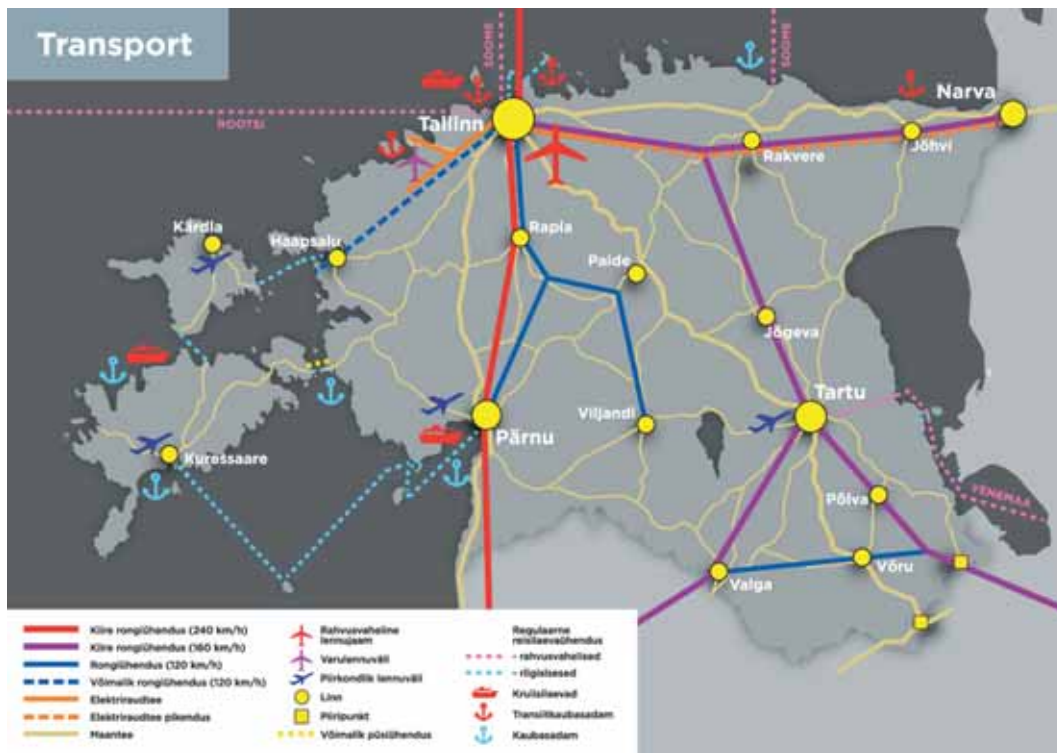 Transport
SOOME
SOOME
ROOTSI
Tallinn
Narva
Rakvere
Jõhvi
Kärdla
Haapsalu
Rapla
Paide
Jõgeva
Tartu
Viljandi
Pärnu
Kuressaare
Põlva
VENEMAA
Võru
Valga
Kiire rongiühendus (240 km/h)
Kiire rongiühendus (160 km/h)
Rongiühendus (120 km/h)
Võimalik rongiühendus (120 km/h)
Elektriraudtee
Elektriraudtee pikendus
Maantee
Rahvusvaheline
lennujaam
Varulennuväli
Piirkondlik lennuväli
Linn
Piiripunkt
Võimalik püsiühendus
Regulaarne
reisilaevaühendus
- rahvusvahelised
- riigisisesed
Kruiisilaevad
Transiitkaubasadam
Kaubasadam